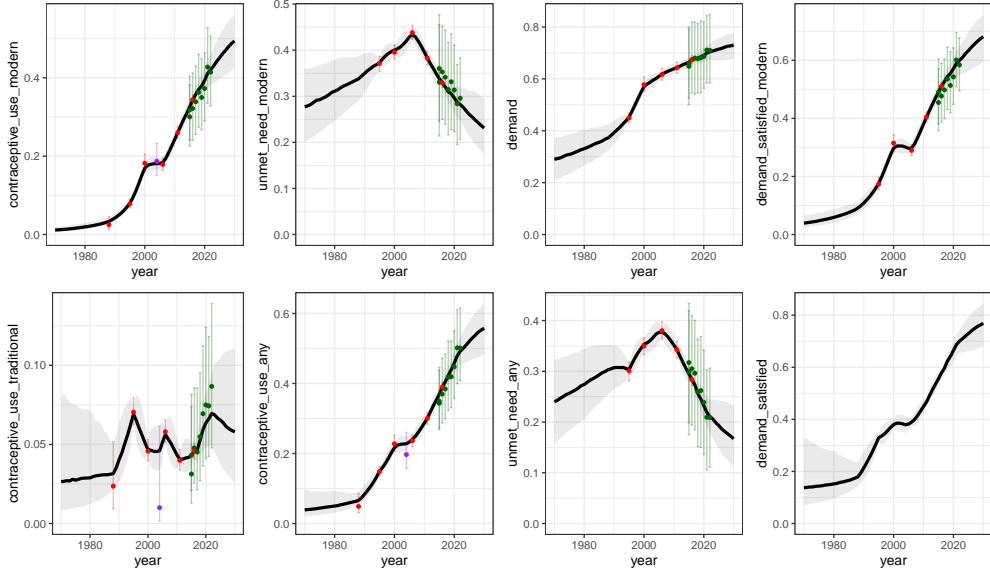 contraceptive_use_modern
0.4
0.2
0.0
1980 2000 2020
year
unmet_need_modern
0.5
0.4
0.3
0.2
0.1
0.0
1980 2000 2020
year
demand
0.8
0.6
0.4
0.2
0.0
1980 2000 2020
year
demand_satisfied_modern
0.6
0.4
0.2
0.0
1980 2000 2020
year
contraceptive_use_traditional
0.10
0.05
0.00
1980 2000 2020
year
contraceptive_use_any
0.6
0.4
0.2
0.0
1980 2000 2020
year
unmet_need_any
0.4
0.3
0.2
0.1
0.0
1980 2000 2020
year
demand_satisfied
0.8
0.6
0.4
0.2
0.0
1980 2000 2020
year